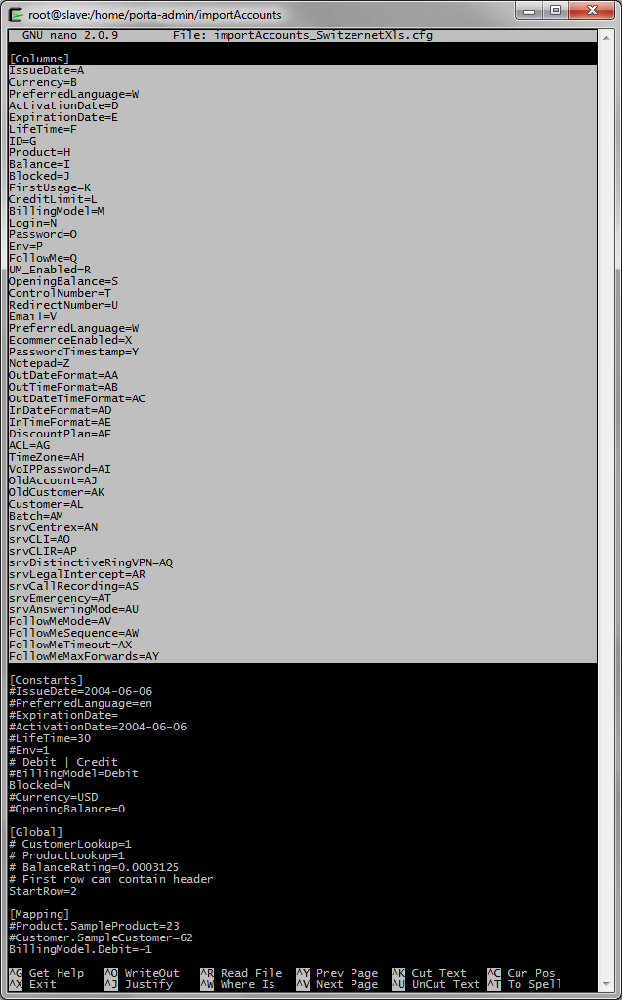 root@slave:/home/porta-admin/importAccounts
GNU nano 2.0.9 File: importAccounts_SwitzernetXls.cfg
[Columns]
IssueDate=A
Currency=B
PreferredLanguage=W
ActivationDate=D
ExpirationDate=E
LifeTime=F
ID=G
Product=H
Balance=I
Blocked=J
FirstUsage=K
CreditLimit=L
BillingModel=M
Login=N
Password=O
Env=P
FollowMe=Q
UM_Enabled=R
OpeningBalance=S
ControlNumber=T
RedirectNumber=U
Email=V
PreferredLanguage=W
EcommerceEnabled=X
PasswordTimestamp=Y
Notepad=Z
OutDateFormat=AA
OutTimeFormat=AB
OutDateTimeFormat=AC
InDateFormat=AD
InTimeFormat=AE
DiscountPlan=AF
ACL=AG
TimeZone=AH
VoIPPassword=AI
OldAccount=AJ
OldCustomer=AK
Customer=AL
Batch=AM
srvCentrex=AN
srvCLI=AO
srvCLIR=AP
srvDistinctiveRingVPN=AQ
srvLegalIntercept=AR
srvCallRecording=AS
srvEmergency=AT
srvAnsweringMode=AU
FollowMeMode=AV
FollowMeSequence=AW
FollowMeTimeout=AX
FollowMeMaxForwards=AY
[Constants]
#IssueDate=2004-06-06
#PreferredLanguage=en
#ExpirationDate=
#ActivationDate=2004-06-06
#LifeTime=30
#Env=1
# Debit | Credit
#BillingModel=Debit
Blocked=N
#Currency=USD
#OpeningBalance=0
[Global]
# CustomerLookup=1
# ProductLookup=1
# BalanceRating=0.0003125
# First row can contain header
StartRow=2
[Mapping]
#Product.SampleProduct=23
#Customer.SampleCustomer=62
BillingModel.Debit=-1
^G Get Help ^O WriteOut ^R Read File ^Y Prev Page ^K Cut Text ^C Cur Pos
^X Exit ^J Justify ^W Where Is ^V Next Page ^U UnCut Text ^T To Spell